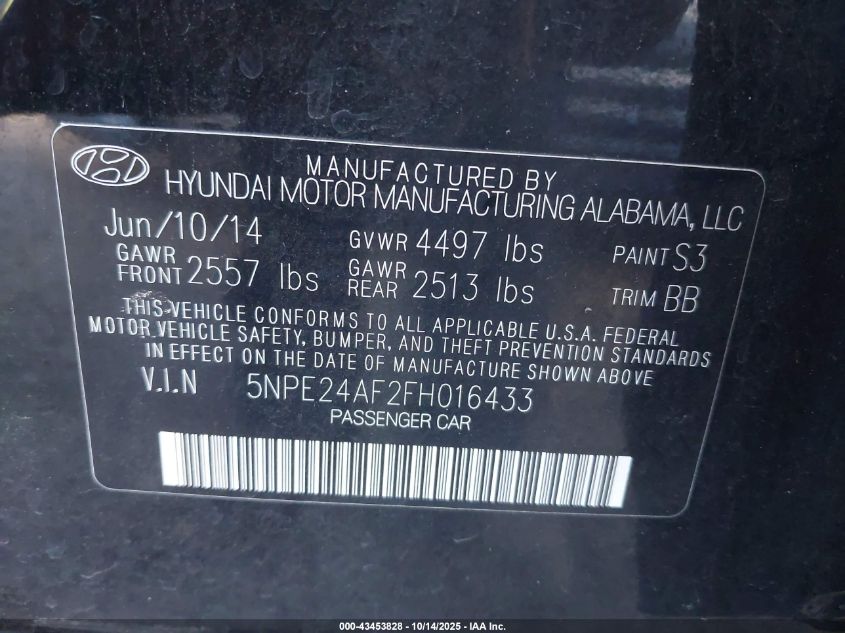 MANUFACTURED BY
HYUNDAI MOTOR MANUFACTURING ALABAMA, LLC
Jun/10/14 GVWR 4497 lbs PAINT S3
GAWR FRONT 2557 lbs GAWR REAR 2513 lbs TRIM BB
THIS VEHICLE CONFORMS TO ALL APPLICABLE U.S.A. FEDERAL
MOTOR VEHICLE SAFETY, BUMPER, AND THEFT PREVENTION STANDARDS
IN EFFECT ON THE DATE OF MANUFACTURE SHOWN ABOVE
V.I.N 5NPE24AF2FH016433
PASSENGER CAR
000-43453828 - 10/14/2025 - IAA Inc.